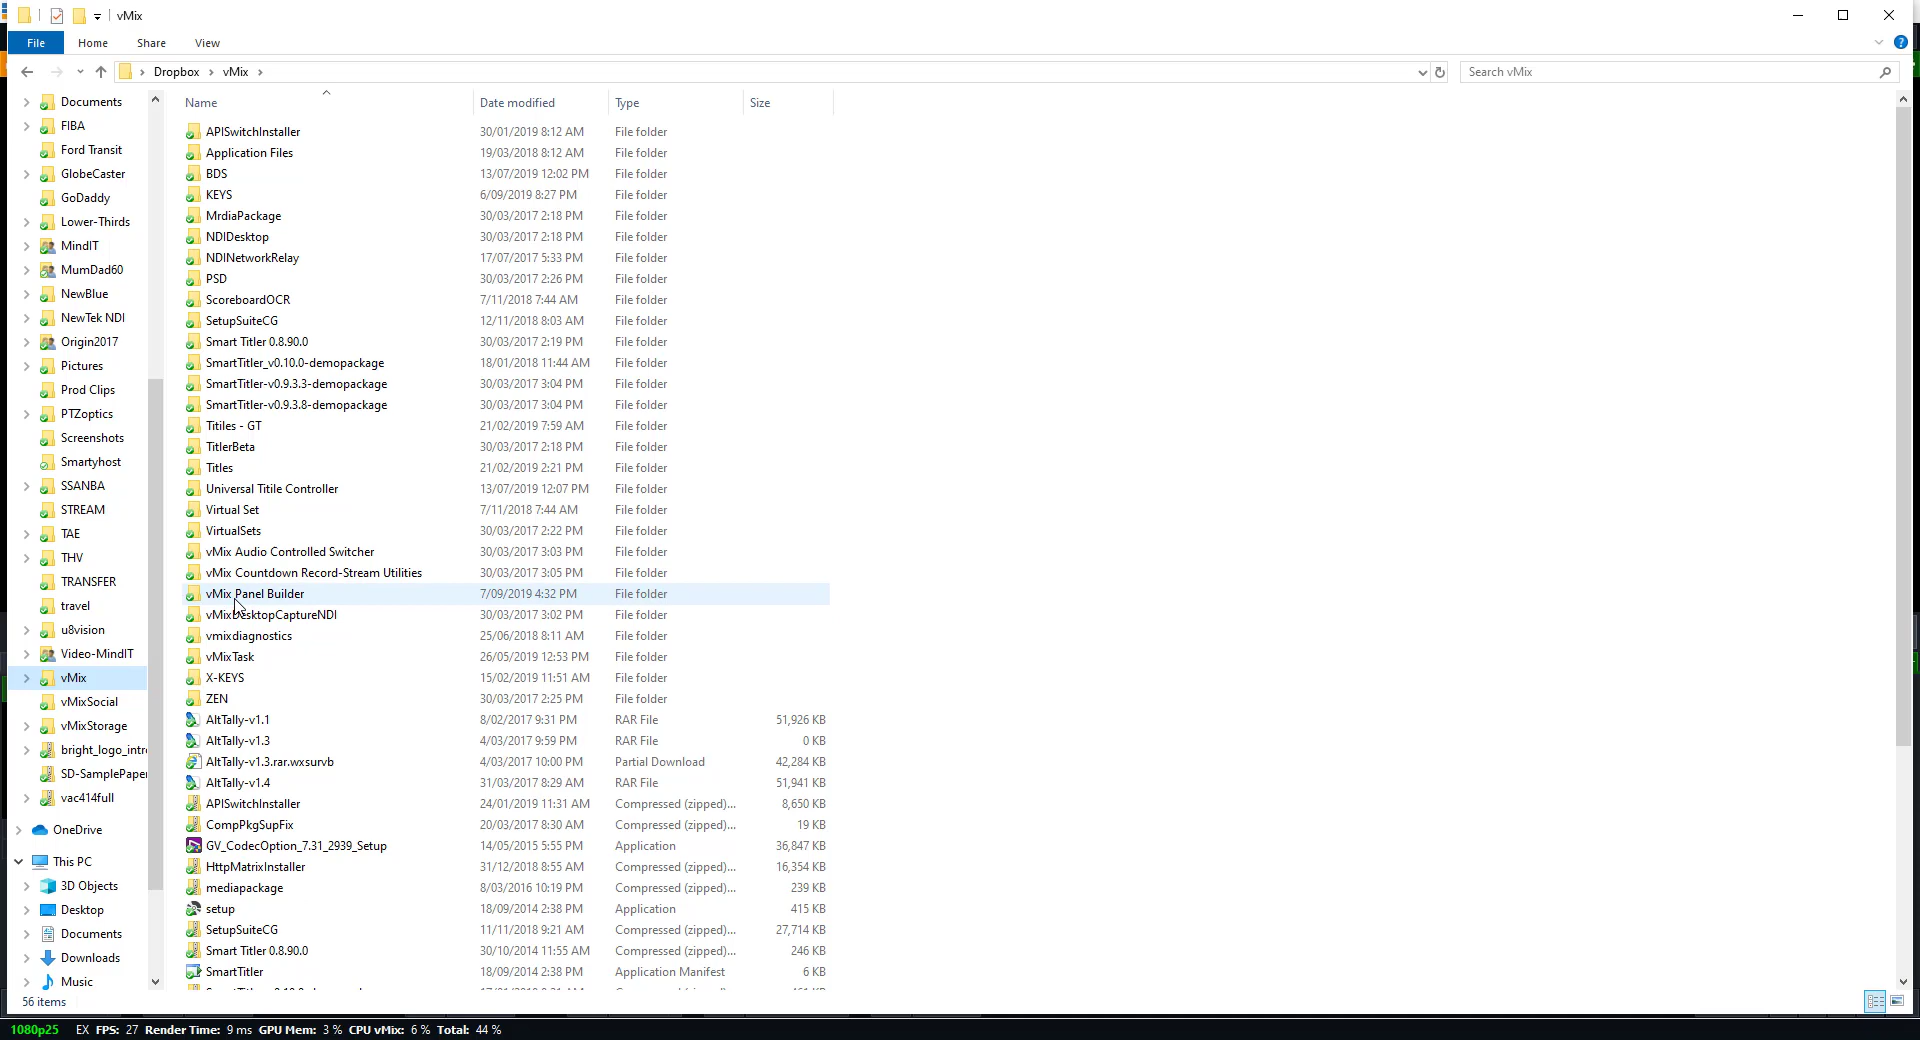 vMix
File Home Share View
Dropbox vMix
Search vMix
Documents
FIBA
Ford Transit
GlobeCaster
GoDaddy
Lower-Thirds
MindIT
MumDad60
NewBlue
NewTek NDI
Origin2017
Pictures
Prod Clips
PTZoptics
Screenshots
Smartyhost
SSANBA
STREAM
TAE
THV
TRANSFER
travel
u8vision
Video-MindIT
vMix
vMixSocial
vMixStorage
bright_logo_intr
SD-SamplePaper
vac414full
OneDrive
This PC
3D Objects
Desktop
Documents
Downloads
Music
Name Date modified Type Size
APISwitchInstaller 30/01/2019 8:12 AM File folder
Application Files 19/03/2018 8:12 AM File folder
BDS 13/07/2019 12:02 PM File folder
KEYS 6/09/2019 8:27 PM File folder
MrdiaPackage 30/03/2017 2:18 PM File folder
NDIDesktop 30/03/2017 2:18 PM File folder
NDINetworkRelay 17/07/2017 5:33 PM File folder
PSD 30/03/2017 2:26 PM File folder
ScoreboardOCR 7/11/2018 7:44 AM File folder
SetupSuiteCG 12/11/2018 8:03 AM File folder
Smart Titler 0.8.90.0 30/03/2017 2:19 PM File folder
SmartTitler_v0.10.0-demopackage 18/01/2018 11:44 AM File folder
SmartTitler-v0.9.3.3-demopackage 30/03/2017 3:04 PM File folder
SmartTitler-v0.9.3.8-demopackage 30/03/2017 3:04 PM File folder
Titiles - GT 21/02/2019 7:59 AM File folder
TitlerBeta 30/03/2017 2:18 PM File folder
Titles 21/02/2019 2:21 PM File folder
Universal Titile Controller 13/07/2019 12:07 PM File folder
Virtual Set 7/11/2018 7:44 AM File folder
VirtualSets 30/03/2017 2:22 PM File folder
vMix Audio Controlled Switcher 30/03/2017 3:03 PM File folder
vMix Countdown Record-Stream Utilities 30/03/2017 3:05 PM File folder
vMix Panel Builder 7/09/2019 4:32 PM File folder
vMixDesktopCaptureNDI 30/03/2017 3:02 PM File folder
vmixdiagnostics 25/06/2018 8:11 AM File folder
vMixTask 26/05/2019 12:53 PM File folder
X-KEYS 15/02/2019 11:51 AM File folder
ZEN 30/03/2017 2:25 PM File folder
AltTally-v1.1 8/02/2017 9:31 PM RAR File 51,926 KB
AltTally-v1.3 4/03/2017 9:59 PM RAR File 0 KB
AltTally-v1.3.rar.wxsurvb 4/03/2017 10:00 PM Partial Download 42,284 KB
AltTally-v1.4 31/03/2017 8:29 AM RAR File 51,941 KB
APISwitchInstaller 24/01/2019 11:31 AM Compressed (zipped)... 8,650 KB
CompPkgSupFix 20/03/2017 8:30 AM Compressed (zipped)... 19 KB
GV_CodecOption_7.31_2939_Setup 14/05/2015 5:55 PM Application 36,847 KB
HttpMatrixInstaller 31/12/2018 8:55 AM Compressed (zipped)... 16,354 KB
mediapackage 8/03/2016 10:19 PM Compressed (zipped)... 239 KB
setup 18/09/2014 2:38 PM Application 415 KB
SetupSuiteCG 11/11/2018 9:21 AM Compressed (zipped)... 27,714 KB
Smart Titler 0.8.90.0 30/10/2014 11:55 AM Compressed (zipped)... 246 KB
SmartTitler 18/09/2014 2:38 PM Application Manifest 6 KB
56 items
1080p25 EX FPS: 27 Render Time: 9 ms GPU Mem: 3 % CPU vMix: 6 % Total: 44 %